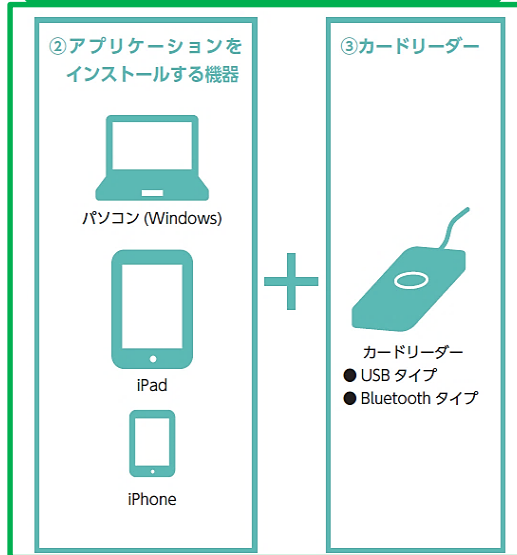 ②アプリケーションを
インストールする機器
パソコン (Windows)
iPad
iPhone
③カードリーダー
カードリーダー
● USB タイプ
● Bluetooth タイプ